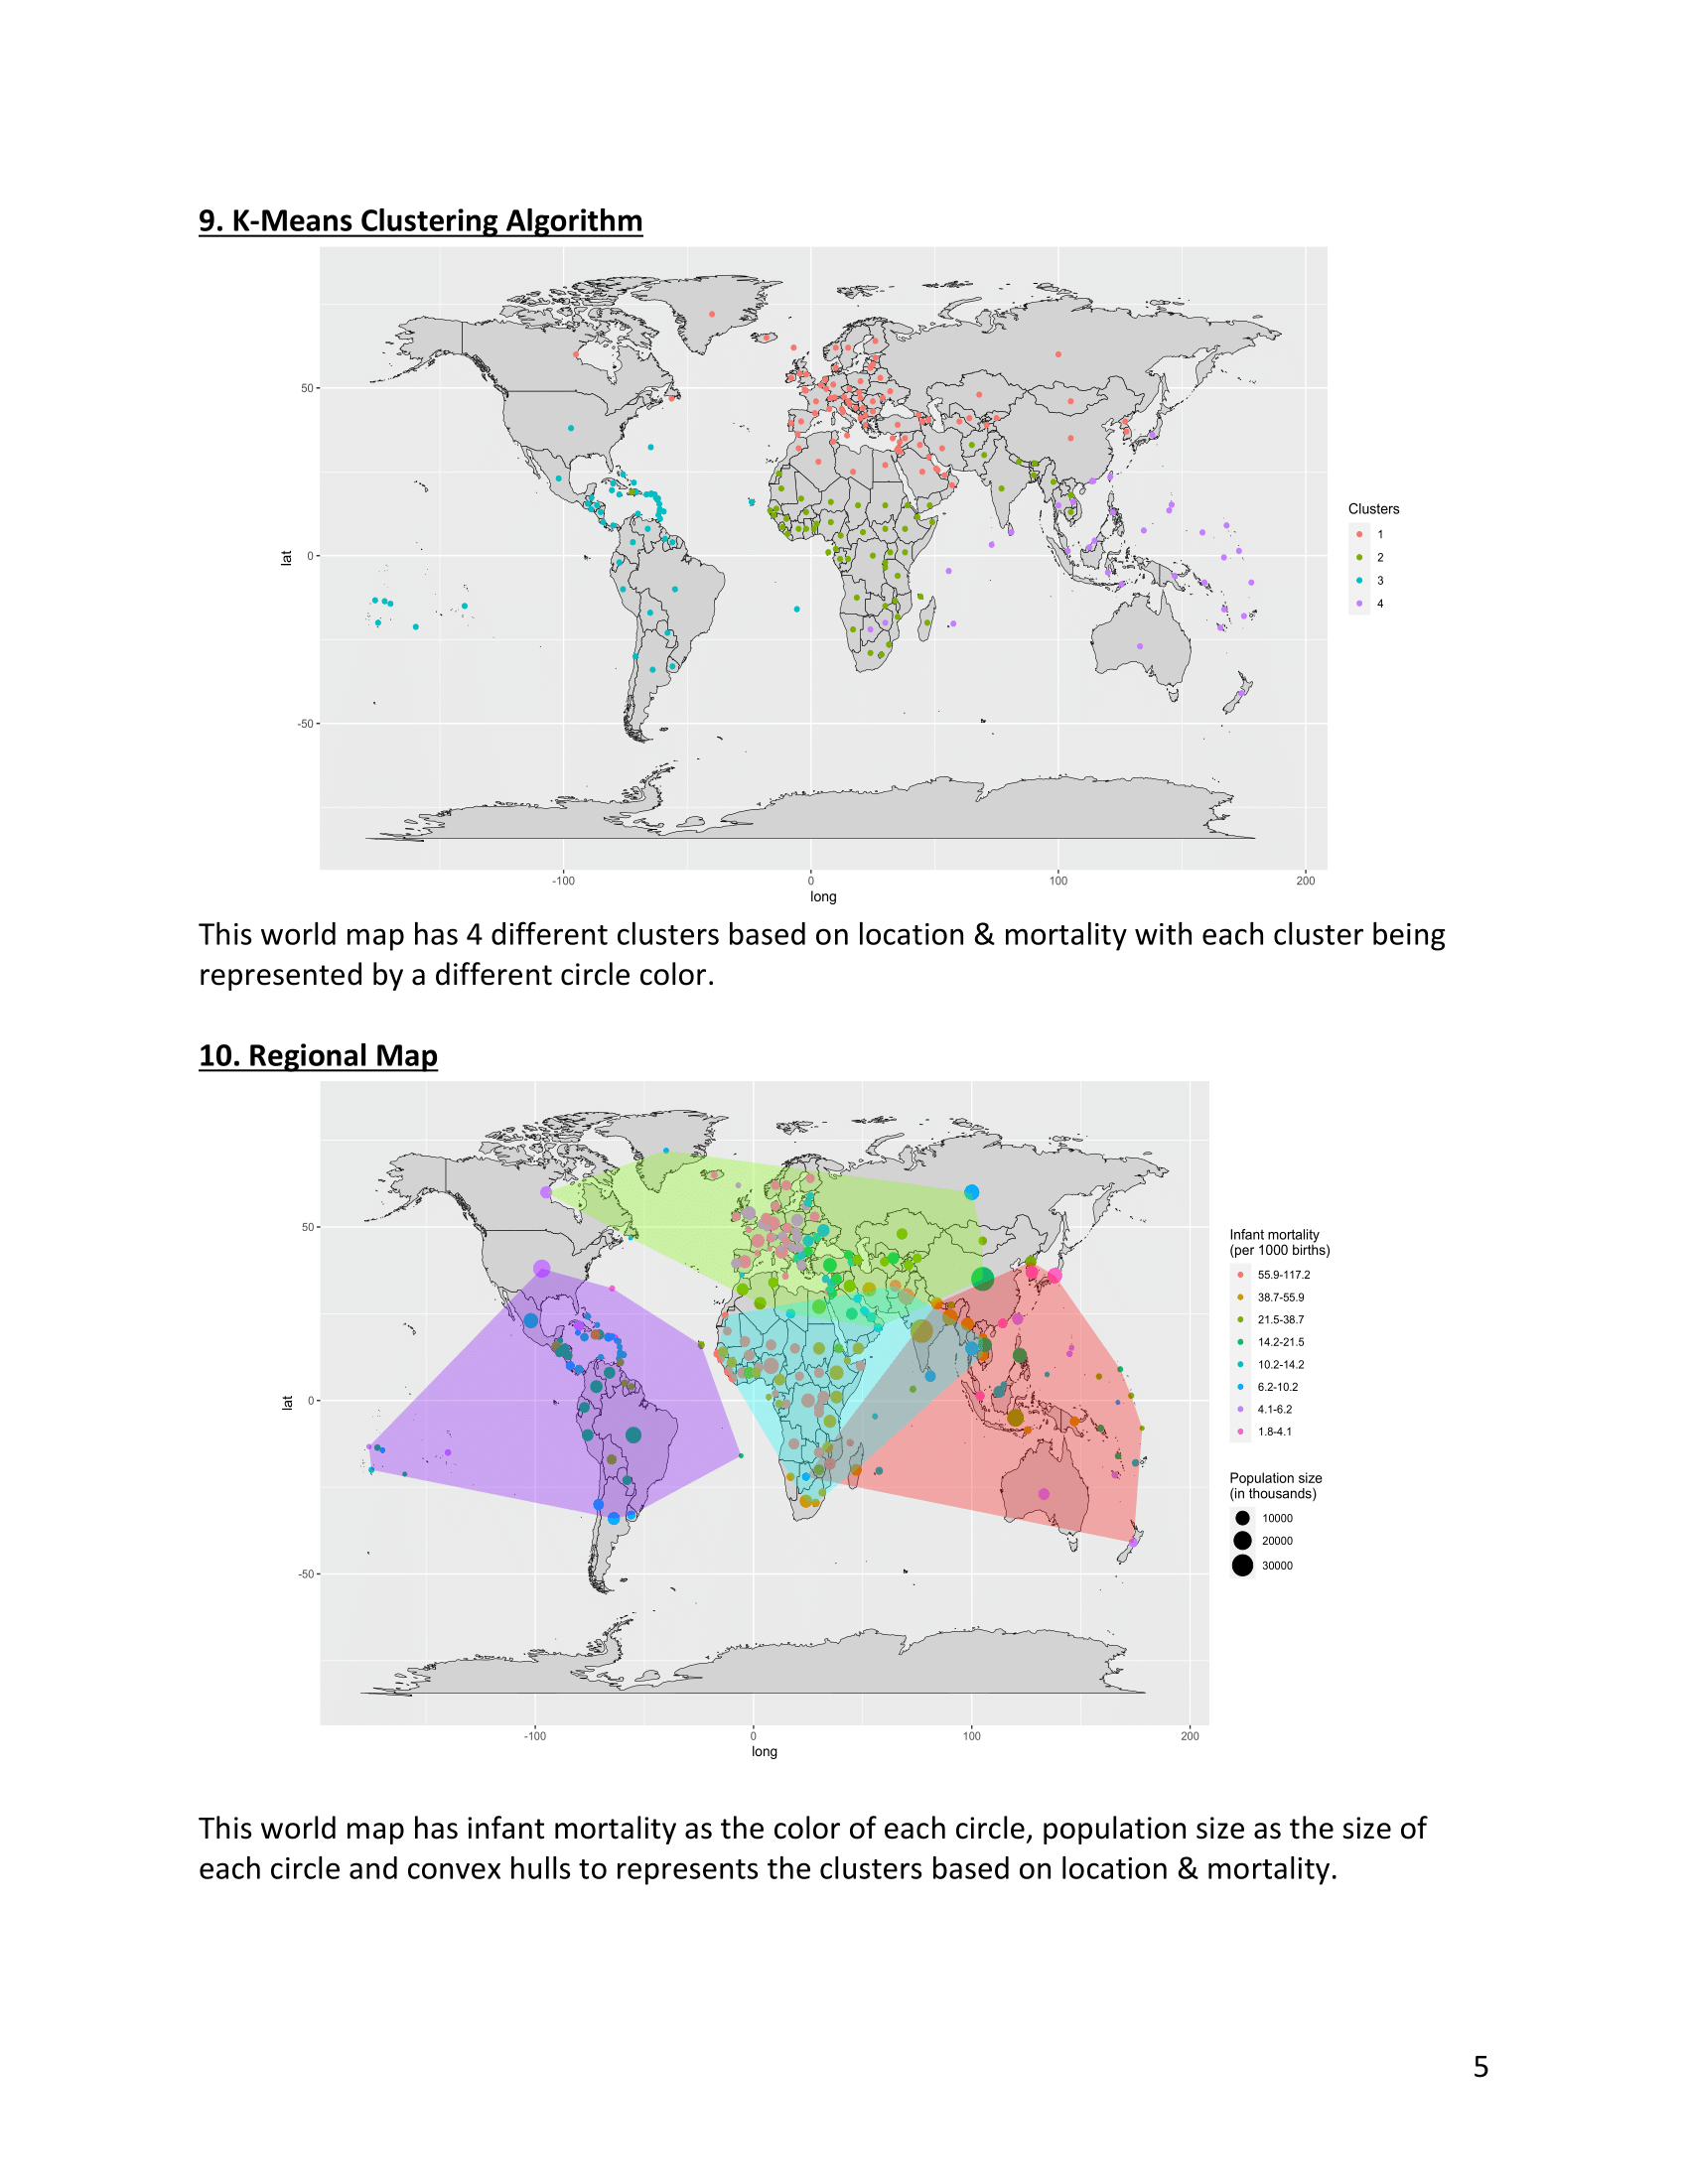 9. K-Means Clustering Algorithm
50
0
-50
lat
-100
0
100
200
long
Clusters
1
2
3
4
This world map has 4 different clusters based on location & mortality with each cluster being
represented by a different circle color.
10. Regional Map
50
0
-50
lat
-100
0
100
200
long
Infant mortality
(per 1000 births)
55.9-117.2
38.7-55.9
21.5-38.7
14.2-21.5
10.2-14.2
6.2-10.2
4.1-6.2
1.8-4.1
Population size
(in thousands)
10000
20000
30000
This world map has infant mortality as the color of each circle, population size as the size of
each circle and convex hulls to represents the clusters based on location & mortality.
5